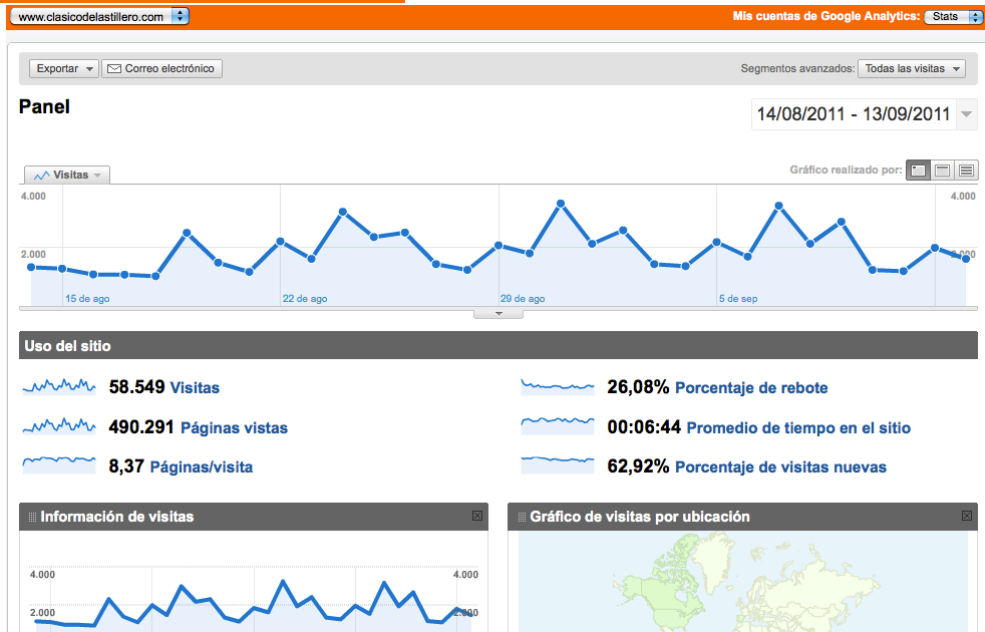 www.clasicodelastillero.com
Mis cuentas de Google Analytics: Stats
Exportar Correo electrónico
Segmentos avanzados: Todas las visitas
Panel
14/08/2011 - 13/09/2011
Visitas
Gráfico realizado por:
4.000 4.000
2.000 2.000
15 de ago 22 de ago 29 de ago 5 de sep
Uso del sitio
58.549 Visitas
26,08% Porcentaje de rebote
490.291 Páginas vistas
00:06:44 Promedio de tiempo en el sitio
8,37 Páginas/visita
62,92% Porcentaje de visitas nuevas
Información de visitas
Gráfico de visitas por ubicación
4.000 4.000
2.000 2.000